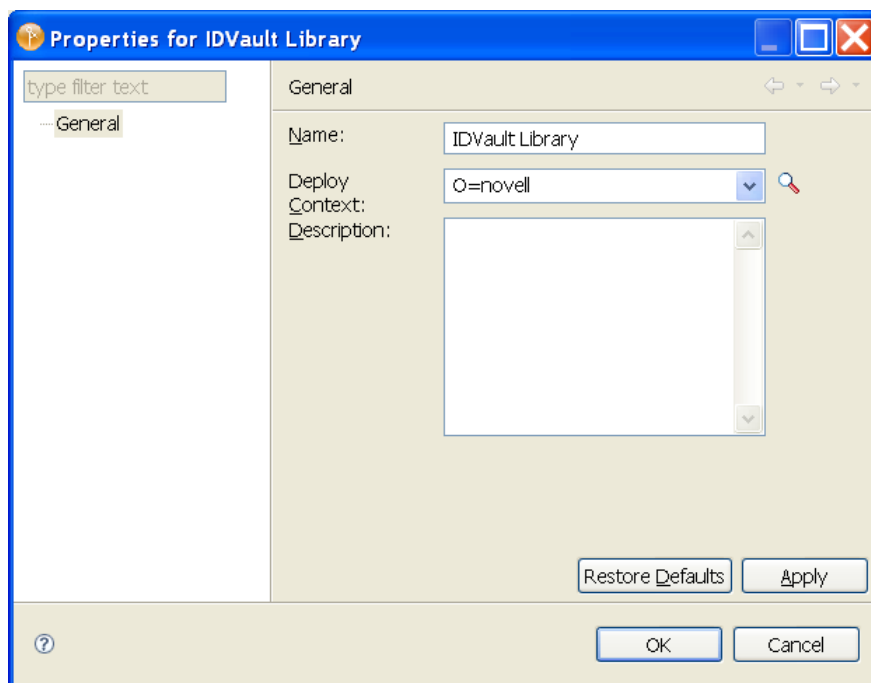 Properties for IDVault Library
type filter text
General
General
Name:
IDVault Library
Deploy
Context:
O=novell
Description:
Restore Defaults
Apply
?
OK
Cancel